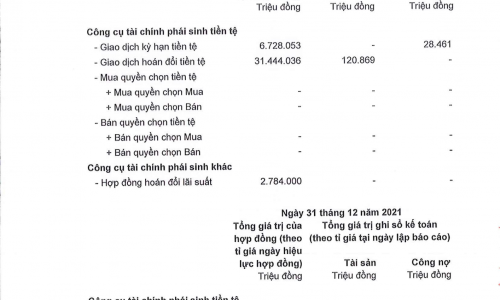 Triệu đồng Triệu đồng Triệu đồng
Công cụ tài chính phái sinh tiền tệ
- Giao dịch kỳ hạn tiền tệ 6.728.053 - 28.461
- Giao dịch hoán đổi tiền tệ 31.444.036 120.869 -
- Mua quyền chọn tiền tệ - - -
+ Mua quyền chọn Mua - - -
+ Mua quyền chọn Bán - - -
- Bán quyền chọn tiền tệ - - -
+ Bán quyền chọn Mua - - -
+ Bán quyền chọn Bán - - -
Công cụ tài chính phái sinh khác
- Hợp đồng hoán đổi lãi suất 2.784.000 - -
Ngày 31 tháng 12 năm 2021
Tổng giá trị của Tổng giá trị ghi sổ kế toán
hợp đồng (theo (theo tỉ giá tại ngày lập báo cáo)
tỉ giá ngày hiệu
lực hợp đồng) Tài sản Công nợ
Triệu đồng Triệu đồng Triệu đồng
Công cụ tài chính phái sinh tiền tệ